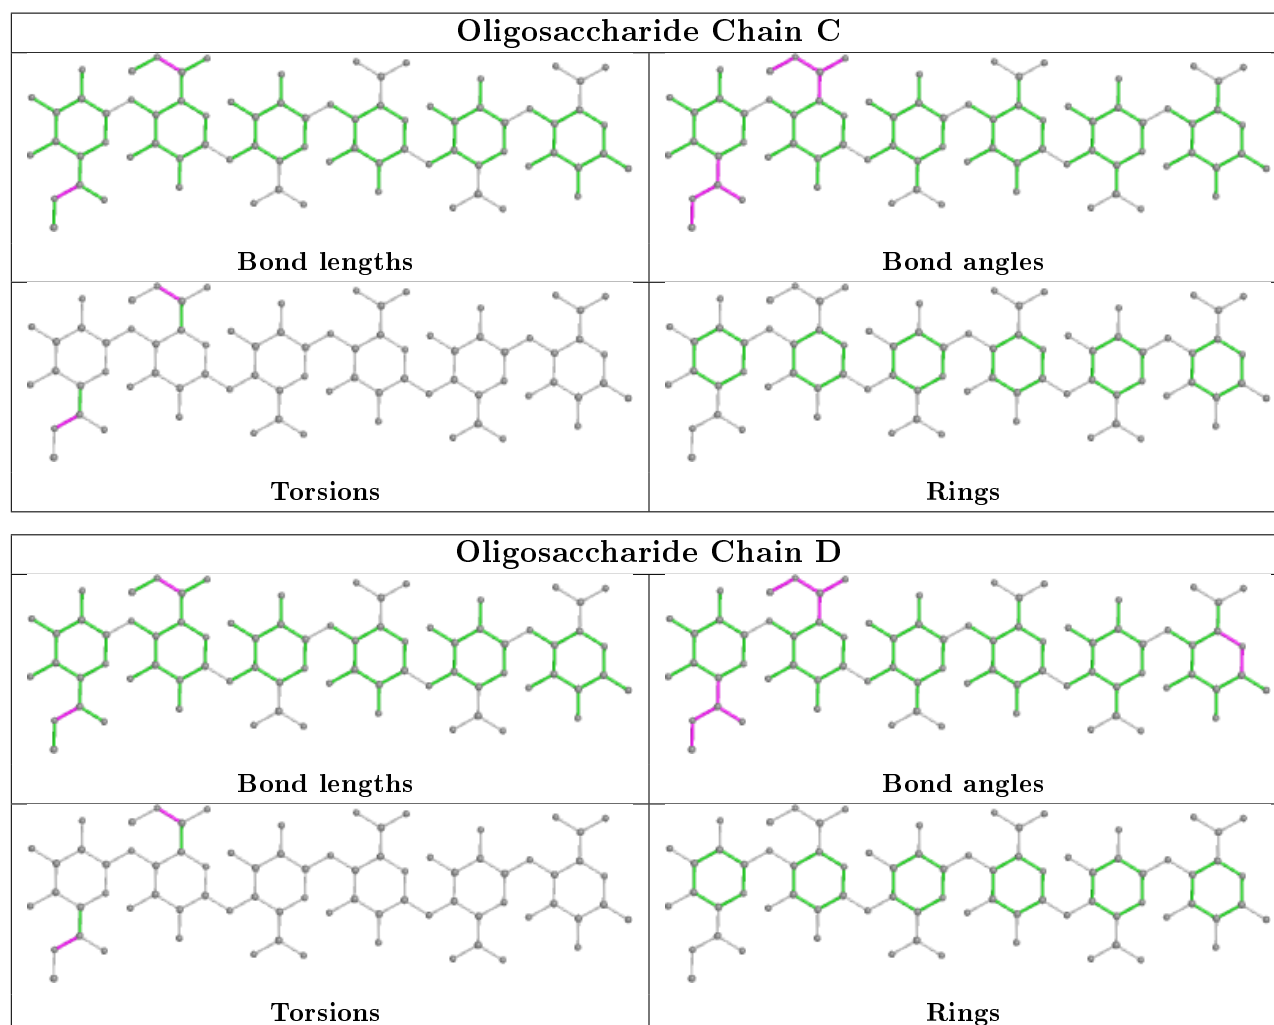 Oligosaccharide Chain C
Bond lengths
Bond angles
Torsions
Rings
Oligosaccharide Chain D
Bond lengths
Bond angles
Torsions
Rings